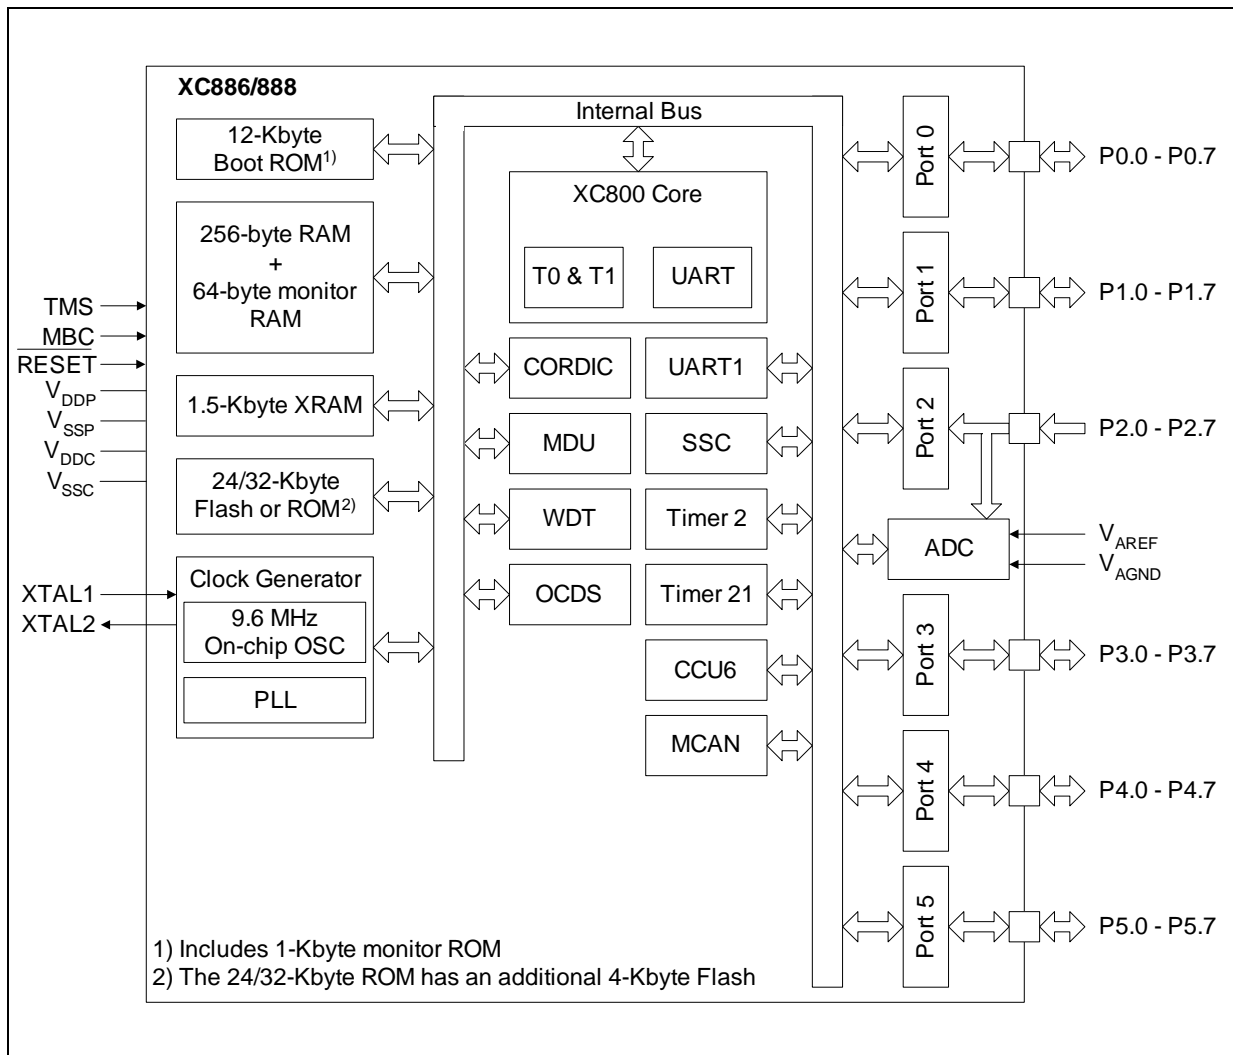 XC886/888
Internal Bus
12-Kbyte
Boot ROM1)
256-byte RAM
+
64-byte monitor
RAM
1.5-Kbyte XRAM
24/32-Kbyte
Flash or ROM2)
Clock Generator
9.6 MHz
On-chip OSC
PLL
TMS
MBC
RESET
VDDP
VSSP
VDDC
VSSC
XTAL1
XTAL2
XC800 Core
T0 & T1
UART
CORDIC
UART1
MDU
SSC
WDT
Timer 2
OCDS
Timer 21
CCU6
MCAN
Port 0
P0.0 - P0.7
Port 1
P1.0 - P1.7
Port 2
P2.0 - P2.7
ADC
VAREF
VAGND
Port 3
P3.0 - P3.7
Port 4
P4.0 - P4.7
Port 5
P5.0 - P5.7
1) Includes 1-Kbyte monitor ROM
2) The 24/32-Kbyte ROM has an additional 4-Kbyte Flash